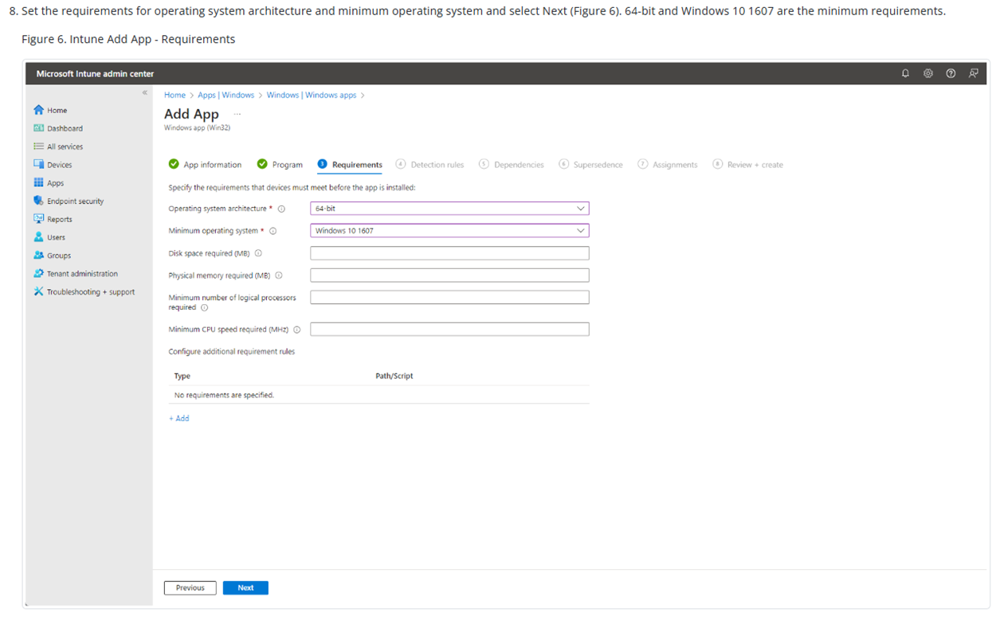 8. Set the requirements for operating system architecture and minimum operating system and select Next (Figure 6). 64-bit and Windows 10 1607 are the minimum requirements.
Figure 6. Intune Add App - Requirements
Microsoft Intune admin center
«
Home
Dashboard
All services
Devices
Apps
Endpoint security
Reports
Users
Groups
Tenant administration
Troubleshooting + support
Home > Apps | Windows > Windows | Windows apps >
Add App ...
Windows app (Win32)
App information Program 3 Requirements 4 Detection rules 5 Dependencies 6 Supersedence 7 Assignments 8 Review + create
Specify the requirements that devices must meet before the app is installed:
Operating system architecture * 64-bit
Minimum operating system * Windows 10 1607
Disk space required (MB)
Physical memory required (MB)
Minimum number of logical processors
required
Minimum CPU speed required (MHz)
Configure additional requirement rules
Type Path/Script
No requirements are specified.
+ Add
Previous Next